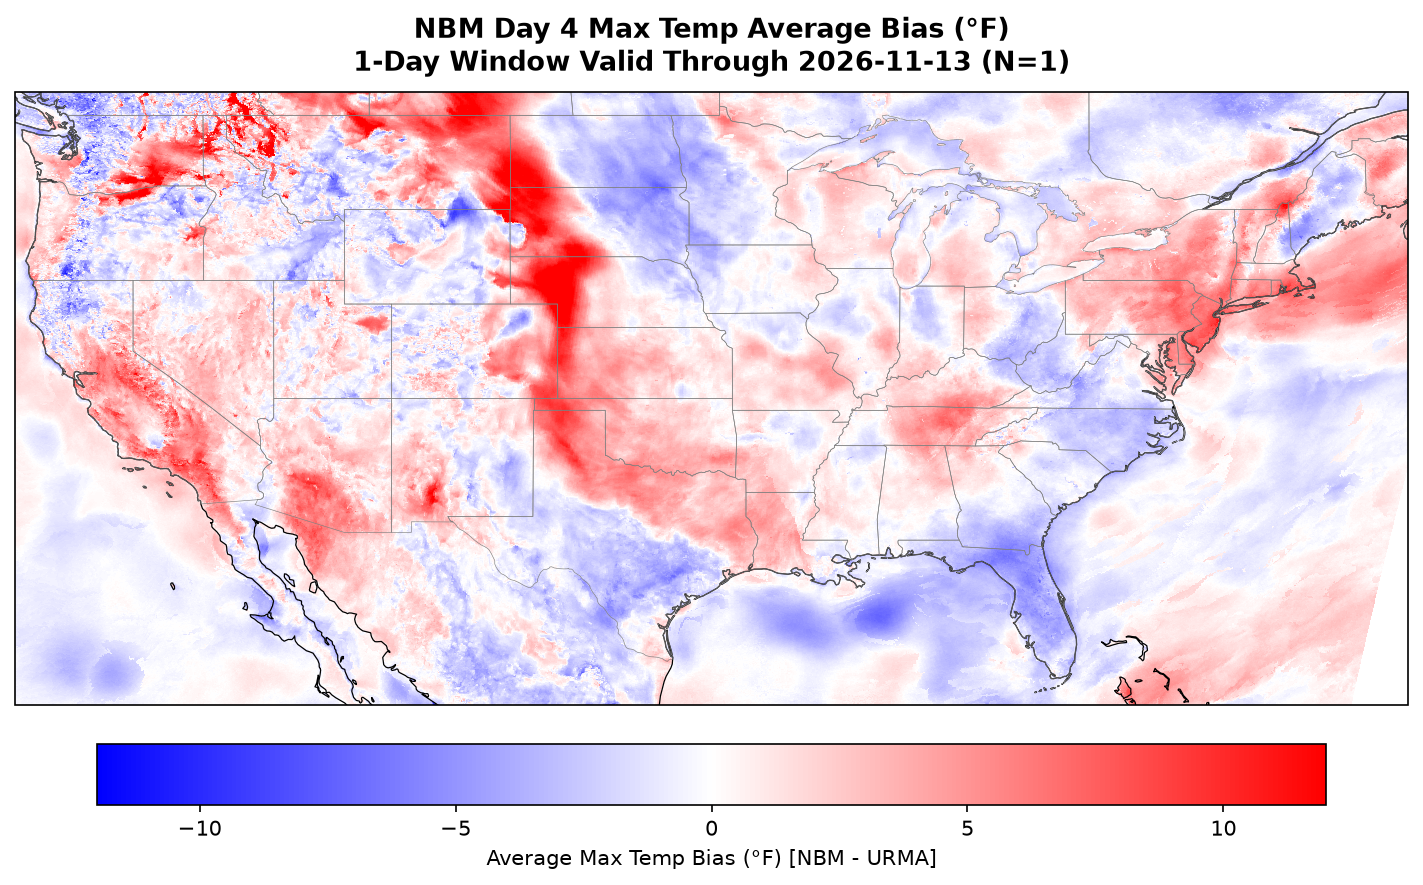 NBM Day 4 Max Temp Average Bias (°F)
1-Day Window Valid Through 2026-11-13 (N=1)
−10 −5 0 5 10
Average Max Temp Bias (°F) [NBM - URMA]